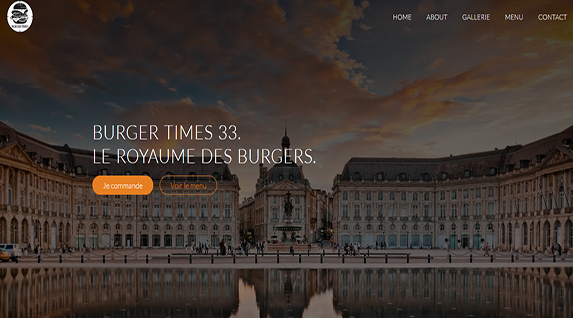 HOME ABOUT GALLERIE MENU CONTACT
BURGER TIMES 33.
LE ROYAUME DES BURGERS.
Je commande Voir le menu